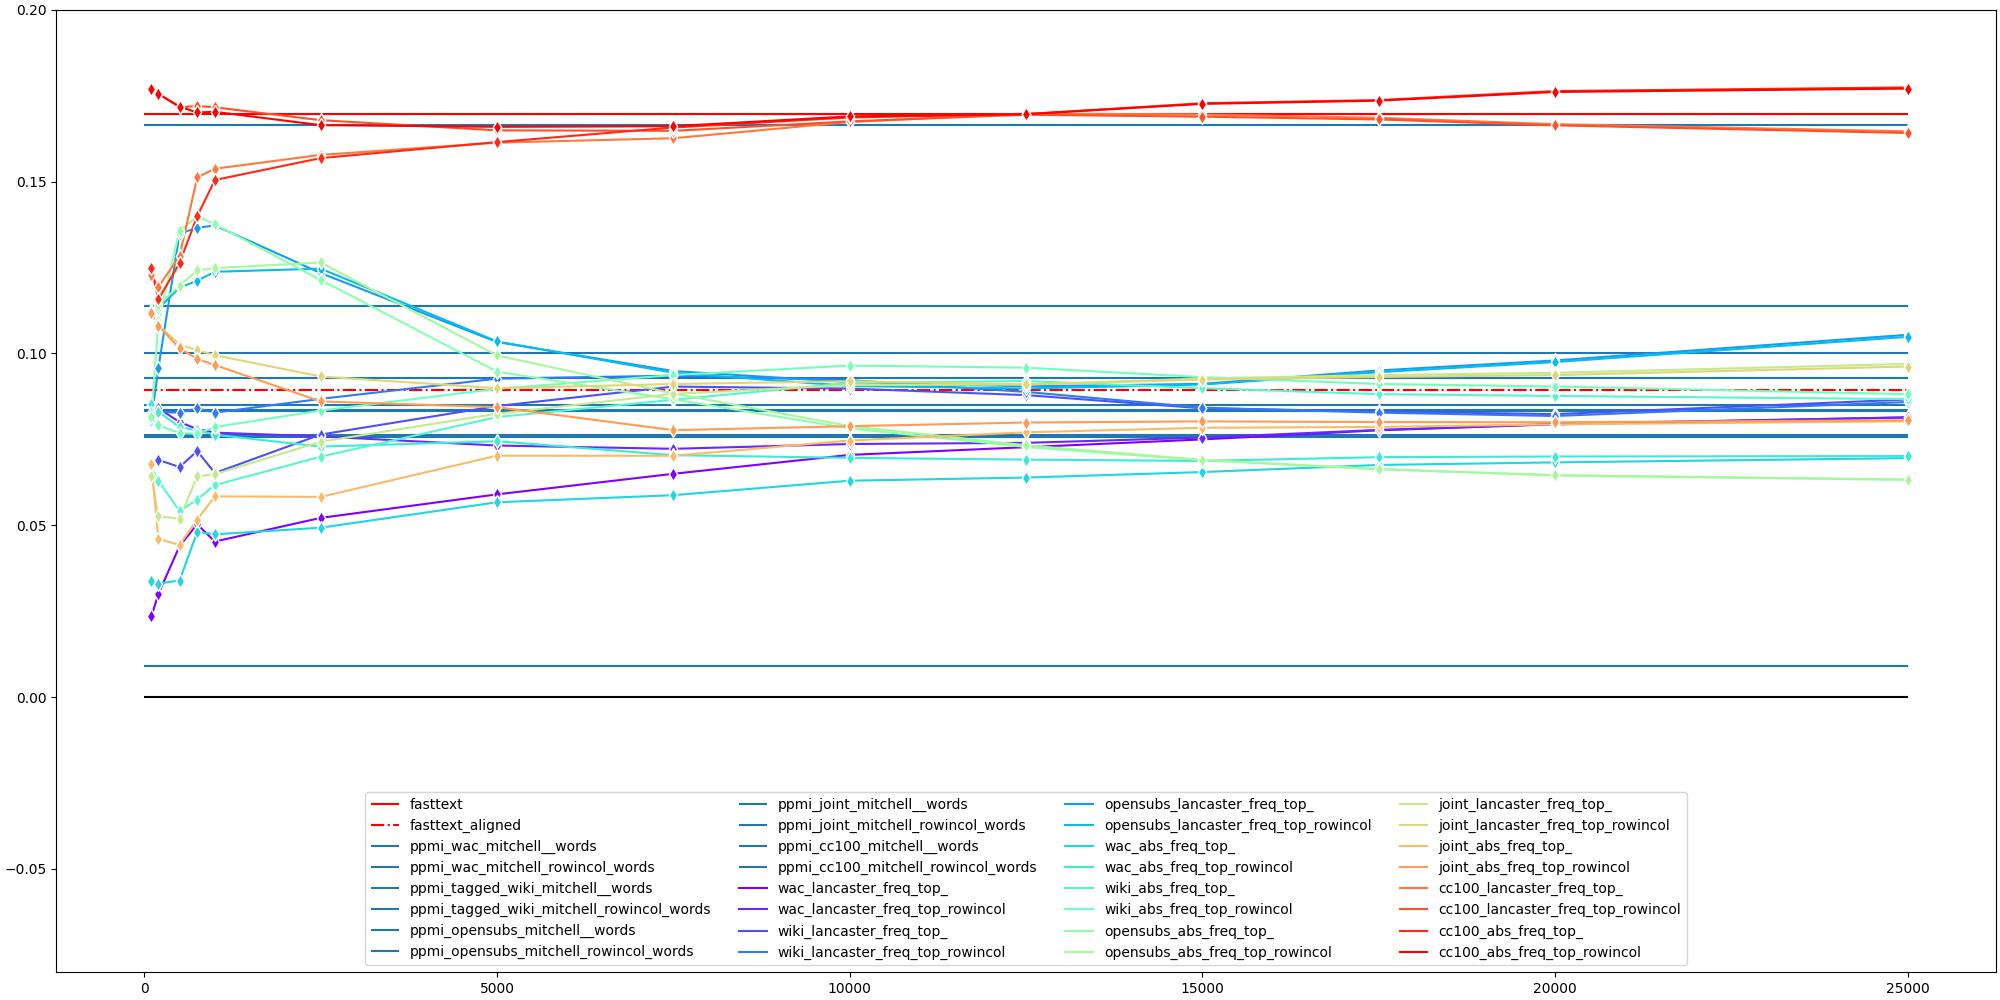 0.20
0.15
0.10
0.05
0.00
−0.05
fasttext
fasttext_aligned
ppmi_wac_mitchell__words
ppmi_wac_mitchell_rowincol_words
ppmi_tagged_wiki_mitchell__words
ppmi_tagged_wiki_mitchell_rowincol_words
ppmi_opensubs_mitchell__words
ppmi_opensubs_mitchell_rowincol_words
ppmi_joint_mitchell__words
ppmi_joint_mitchell_rowincol_words
ppmi_cc100_mitchell__words
ppmi_cc100_mitchell_rowincol_words
wac_lancaster_freq_top_
wac_lancaster_freq_top_rowincol
wiki_lancaster_freq_top_
wiki_lancaster_freq_top_rowincol
opensubs_lancaster_freq_top_
opensubs_lancaster_freq_top_rowincol
wac_abs_freq_top_
wac_abs_freq_top_rowincol
wiki_abs_freq_top_
wiki_abs_freq_top_rowincol
opensubs_abs_freq_top_
opensubs_abs_freq_top_rowincol
joint_lancaster_freq_top_
joint_lancaster_freq_top_rowincol
joint_abs_freq_top_
joint_abs_freq_top_rowincol
cc100_lancaster_freq_top_
cc100_lancaster_freq_top_rowincol
cc100_abs_freq_top_
cc100_abs_freq_top_rowincol
0 5000 10000 15000 20000 25000